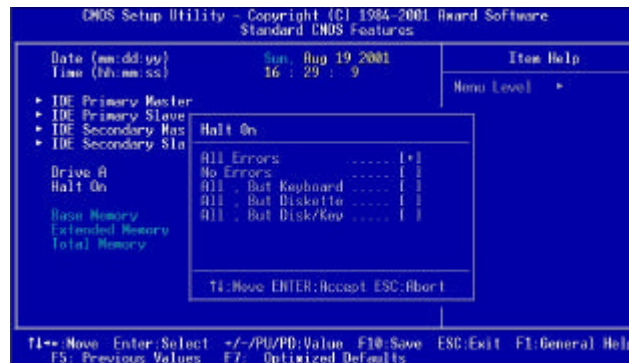 CMOS Setup Utility - Copyright (C) 1984-2001 Award Software
Standard CMOS Features
Date (mm:dd:yy) Sun, Aug 19 2001
Time (hh:mm:ss) 16 : 29 : 9
Item Help
Menu Level ►
► IDE Primary Master
► IDE Primary Slave
► IDE Secondary Mas
► IDE Secondary Sla
Drive A
Halt On
Base Memory
Extended Memory
Total Memory
Halt On
All Errors ...... [▪]
No Errors ...... [ ]
All , But Keyboard ..... [ ]
All , But Diskette ..... [ ]
All , But Disk/Key ..... [ ]
↑↓:Move ENTER:Accept ESC:Abort
↑↓→←:Move Enter:Select +/-/PU/PD:Value F10:Save ESC:Exit F1:General Help
F5: Previous Values F7: Optimized Defaults